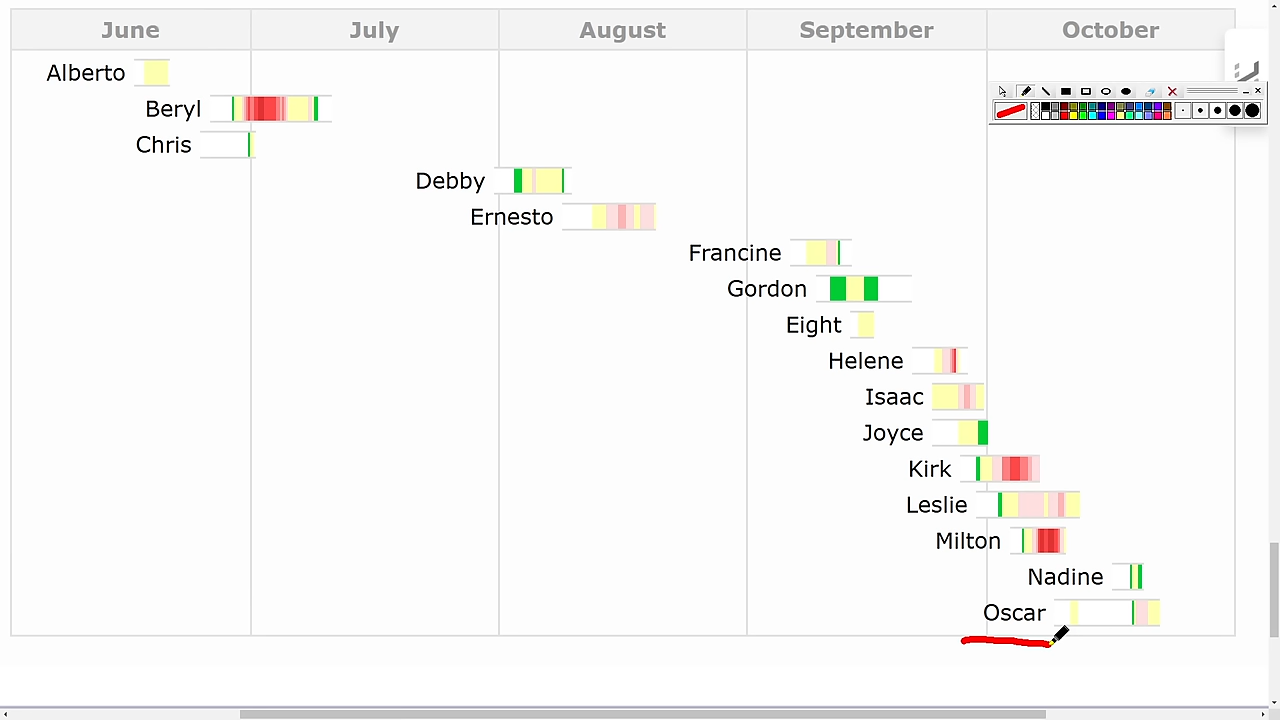 June July August September October
Alberto
Beryl
Chris
Debby
Ernesto
Francine
Gordon
Eight
Helene
Isaac
Joyce
Kirk
Leslie
Milton
Nadine
Oscar